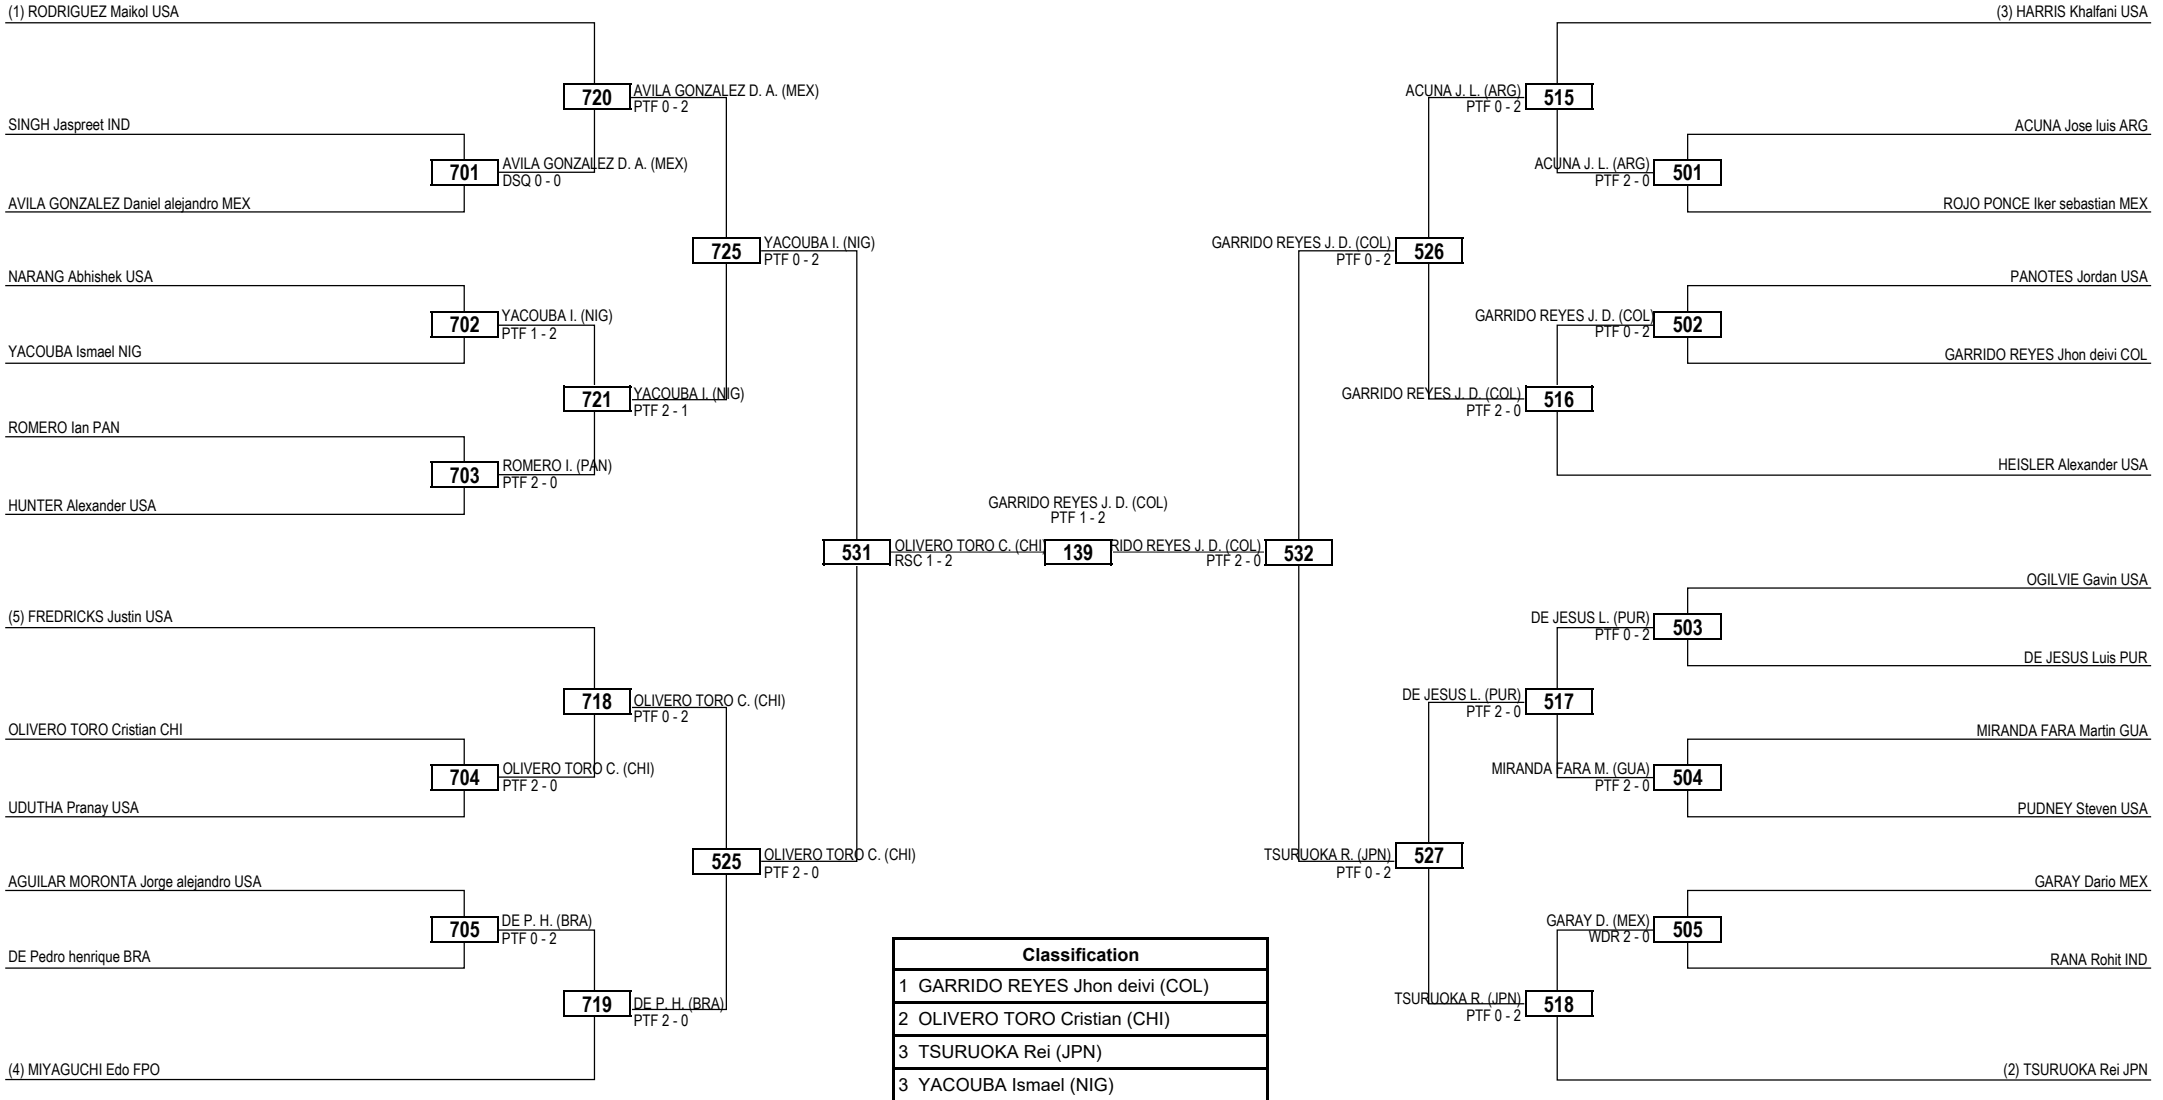 (1) RODRIGUEZ Maikol USA
720
AVILA GONZALEZ D. A. (MEX)
PTF 0 - 2
SINGH Jaspreet IND
701
AVILA GONZALEZ D. A. (MEX)
DSQ 0 - 0
AVILA GONZALEZ Daniel alejandro MEX
725
YACOUBA I. (NIG)
PTF 0 - 2
NARANG Abhishek USA
702
YACOUBA I. (NIG)
PTF 1 - 2
YACOUBA Ismael NIG
721
YACOUBA I. (NIG)
PTF 2 - 1
ROMERO Ian PAN
703
ROMERO I. (PAN)
PTF 2 - 0
HUNTER Alexander USA
531
OLIVERO TORO C. (CHI)
RSC 1 - 2
(5) FREDRICKS Justin USA
718
OLIVERO TORO C. (CHI)
PTF 0 - 2
OLIVERO TORO Cristian CHI
704
OLIVERO TORO C. (CHI)
PTF 2 - 0
UDUTHA Pranay USA
525
OLIVERO TORO C. (CHI)
PTF 2 - 0
AGUILAR MORONTA Jorge alejandro USA
705
DE P. H. (BRA)
PTF 0 - 2
DE Pedro henrique BRA
719
DE P. H. (BRA)
PTF 2 - 0
(4) MIYAGUCHI Edo FPO
GARRIDO REYES J. D. (COL)
PTF 1 - 2
139
RIDO REYES J. D. (COL)
PTF 2 - 0
532
(3) HARRIS Khalfani USA
ACUNA J. L. (ARG)
PTF 0 - 2
515
ACUNA Jose luis ARG
ACUNA J. L. (ARG)
PTF 2 - 0
501
ROJO PONCE Iker sebastian MEX
GARRIDO REYES J. D. (COL)
PTF 0 - 2
526
PANOTES Jordan USA
GARRIDO REYES J. D. (COL)
PTF 0 - 2
502
GARRIDO REYES Jhon deivi COL
GARRIDO REYES J. D. (COL)
PTF 2 - 0
516
HEISLER Alexander USA
OGILVIE Gavin USA
DE JESUS L. (PUR)
PTF 0 - 2
503
DE JESUS Luis PUR
DE JESUS L. (PUR)
PTF 2 - 0
517
MIRANDA FARA Martin GUA
MIRANDA FARA M. (GUA)
PTF 2 - 0
504
PUDNEY Steven USA
TSURUOKA R. (JPN)
PTF 0 - 2
527
GARAY Dario MEX
GARAY D. (MEX)
WDR 2 - 0
505
RANA Rohit IND
TSURUOKA R. (JPN)
PTF 0 - 2
518
(2) TSURUOKA Rei JPN
Classification
1 GARRIDO REYES Jhon deivi (COL)
2 OLIVERO TORO Cristian (CHI)
3 TSURUOKA Rei (JPN)
3 YACOUBA Ismael (NIG)